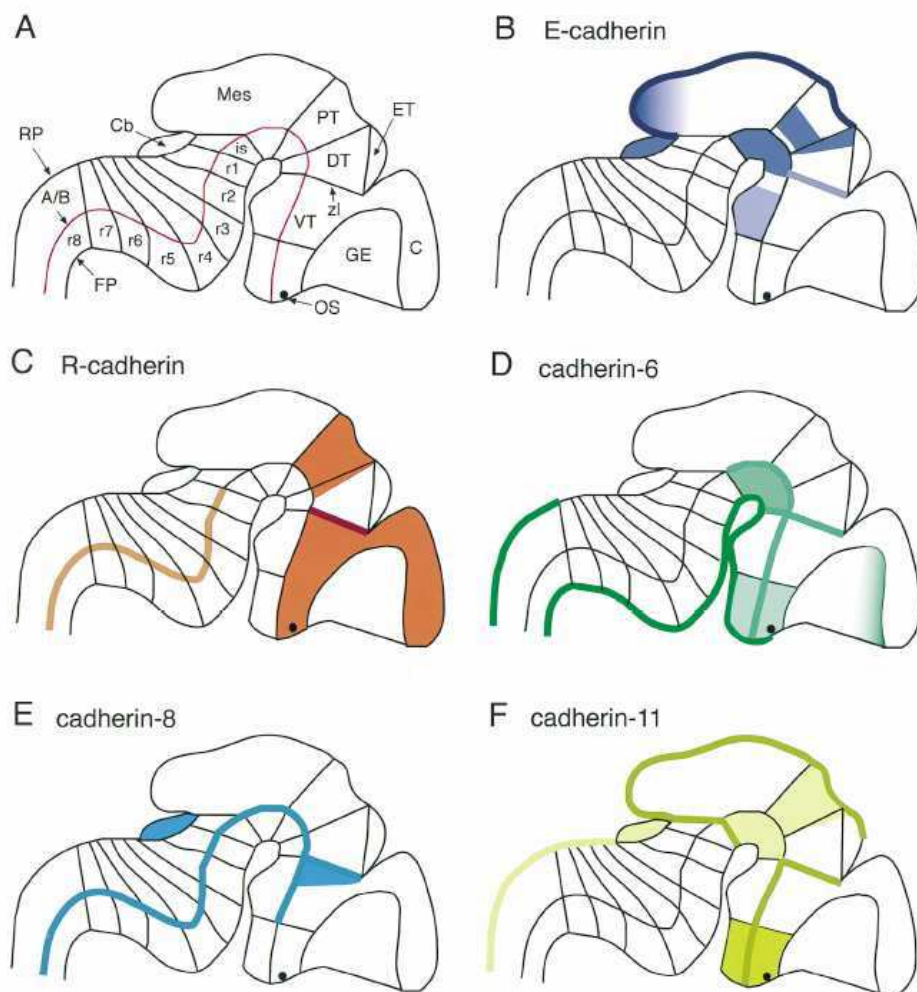 A
B
E-cadherin
Mes
PT
ET
Cb
RP
is
DT
r1
A/B
r2
zl
r8
r7
r6
r3
VT
r5
r4
GE
C
FP
OS
C
R-cadherin
D
cadherin-6
E
cadherin-8
F
cadherin-11